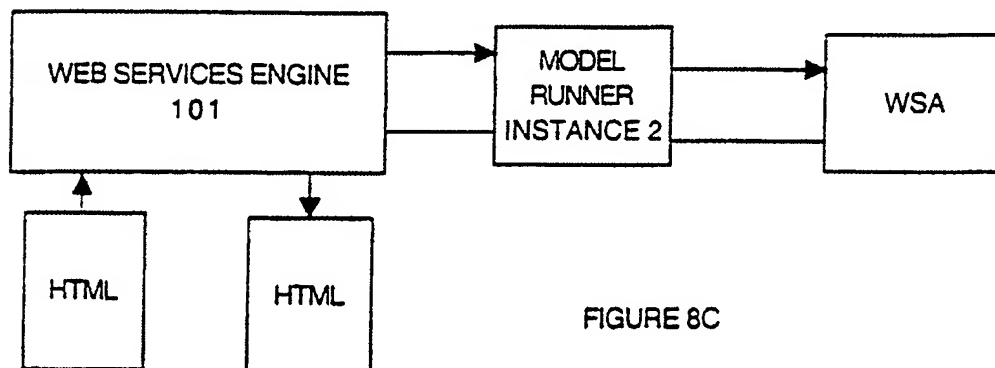 WEB SERVICES ENGINE
101
MODEL
RUNNER
INSTANCE 2
WSA
HTML
HTML
FIGURE 8C